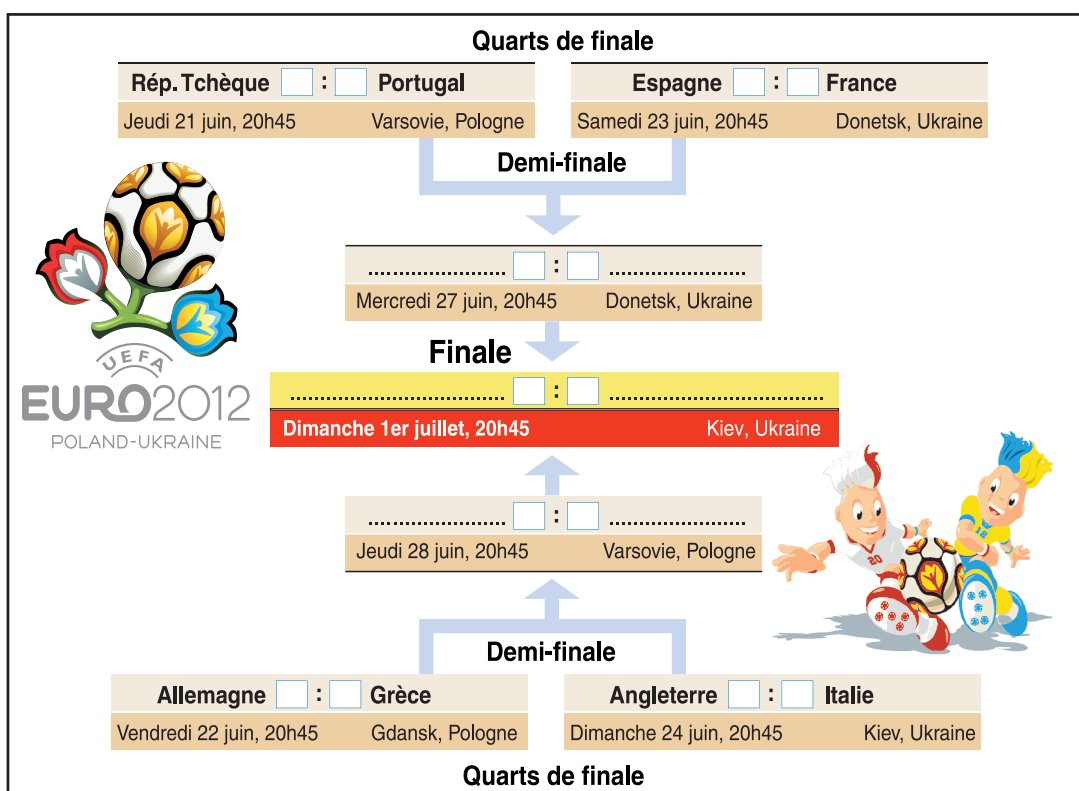 Quarts de finale
Rép. Tchèque : Portugal
Jeudi 21 juin, 20h45 Varsovie, Pologne
Espagne : France
Samedi 23 juin, 20h45 Donetsk, Ukraine
Demi-finale
...................... : ......................
Mercredi 27 juin, 20h45 Donetsk, Ukraine
Finale
.................................... : ....................................
Dimanche 1er juillet, 20h45 Kiev, Ukraine
UEFA
EURO2012
POLAND-UKRAINE
...................... : ......................
Jeudi 28 juin, 20h45 Varsovie, Pologne
20
12
Demi-finale
Allemagne : Grèce
Vendredi 22 juin, 20h45 Gdansk, Pologne
Angleterre : Italie
Dimanche 24 juin, 20h45 Kiev, Ukraine
Quarts de finale